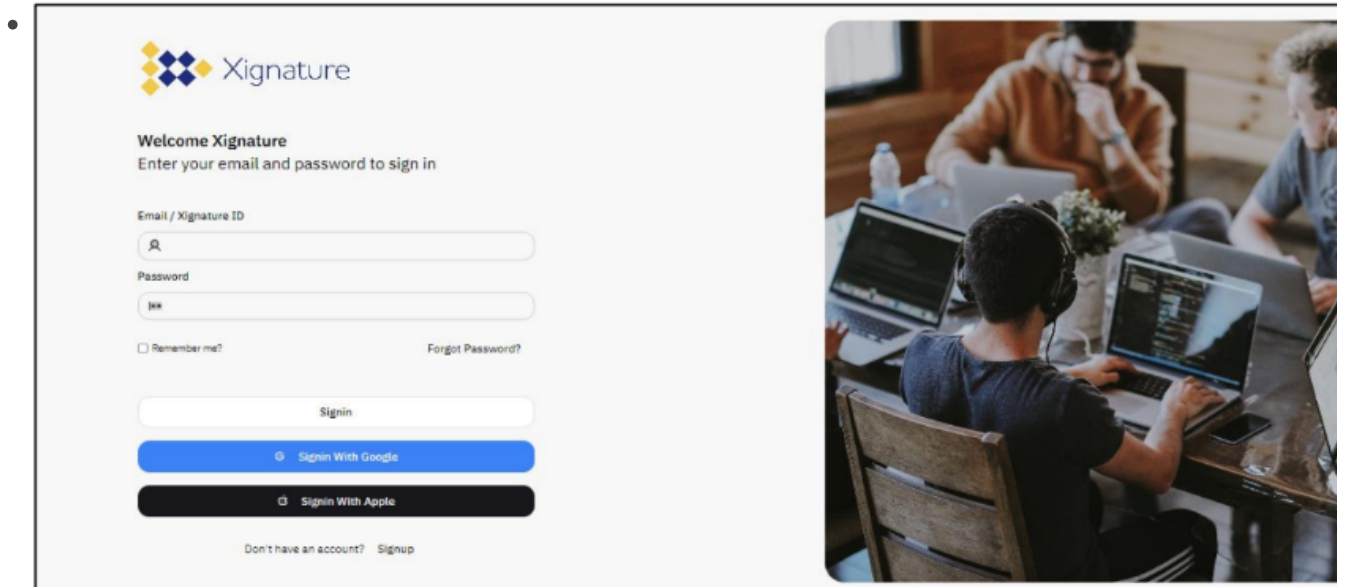 Xignature
Welcome Xignature
Enter your email and password to sign in
Email / Xignature ID
Password
Remember me?
Forgot Password?
Signin
Signin With Google
Signin With Apple
Don't have an account? Signup